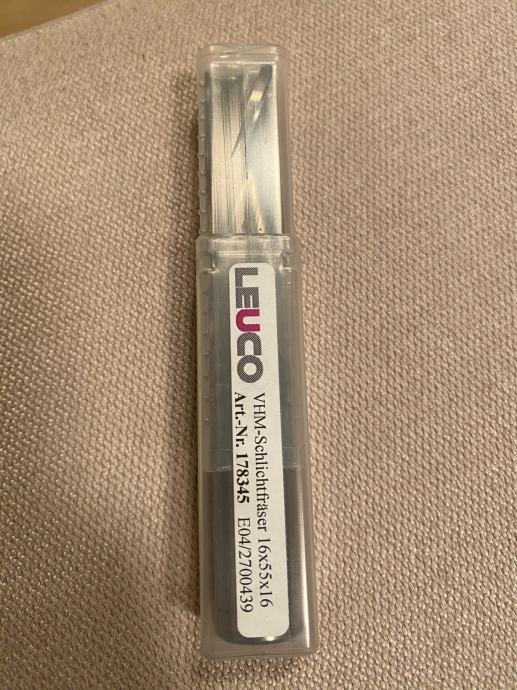 LEUCO
VHM-Schlichtfräser 16x55x16
Art.-Nr. 178345 E04/2700439